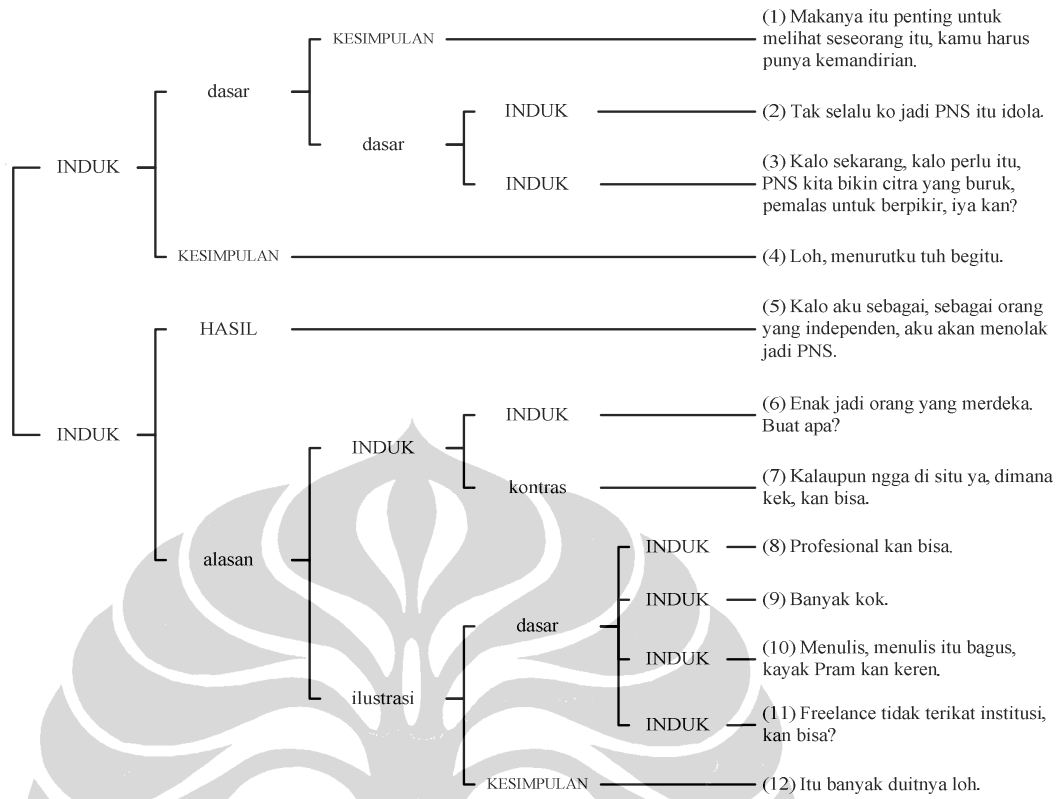 (1) Makanya itu penting untuk
KESIMPULAN
melihat seseorang itu, kamu harus
punya kemandirian.
dasar
INDUK
(2) Tak selalu ko jadi PNS itu idola.
dasar
(3) Kalo sekarang, kalo perlu itu,
INDUK
INDUK
PNS kita bikin citra yang buruk,
pemalas untuk berpikir, iya kan?
KESIMPULAN
(4) Loh, menurutku tuh begitu.
(5) Kalo aku sebagai, sebagai orang
HASIL
yang independen, aku akan menolak
jadi PNS.
(6) Enak jadi orang yang merdeka.
INDUK
Buat apa?
INDUK
INDUK
(7) Kalaupun ngga di situ ya, dimana
kontras
kek, kan bisa.
alasan
INDUK
(8) Profesional kan bisa.
INDUK
(9) Banyak kok.
dasar
(10) Menulis, menulis itu bagus,
INDUK
kayak Pram kan keren.
ilustrasi
(11) Freelance tidak terikat institusi,
INDUK
kan bisa?
KESIMPULAN
(12) Itu banyak duitnya loh.